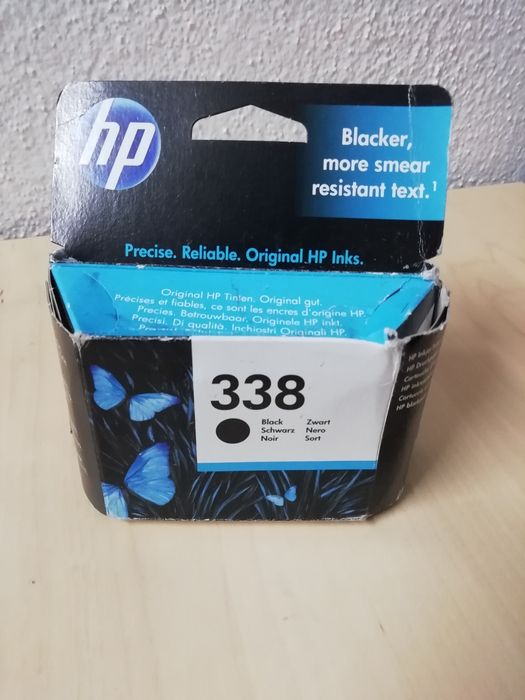 hp
Blacker,
more smear
resistant text.¹
Precise. Reliable. Original HP Inks.
Original HP Tinten. Original gut.
Précises et fiables, ce sont les encres d'origine HP.
Precies. Betrouwbaar. Originele HP inkt.
Precisi. Di qualità. Inchiostri Originali HP.
338
Black Zwart
Schwarz Nero
Noir Sort
HP Inkjet